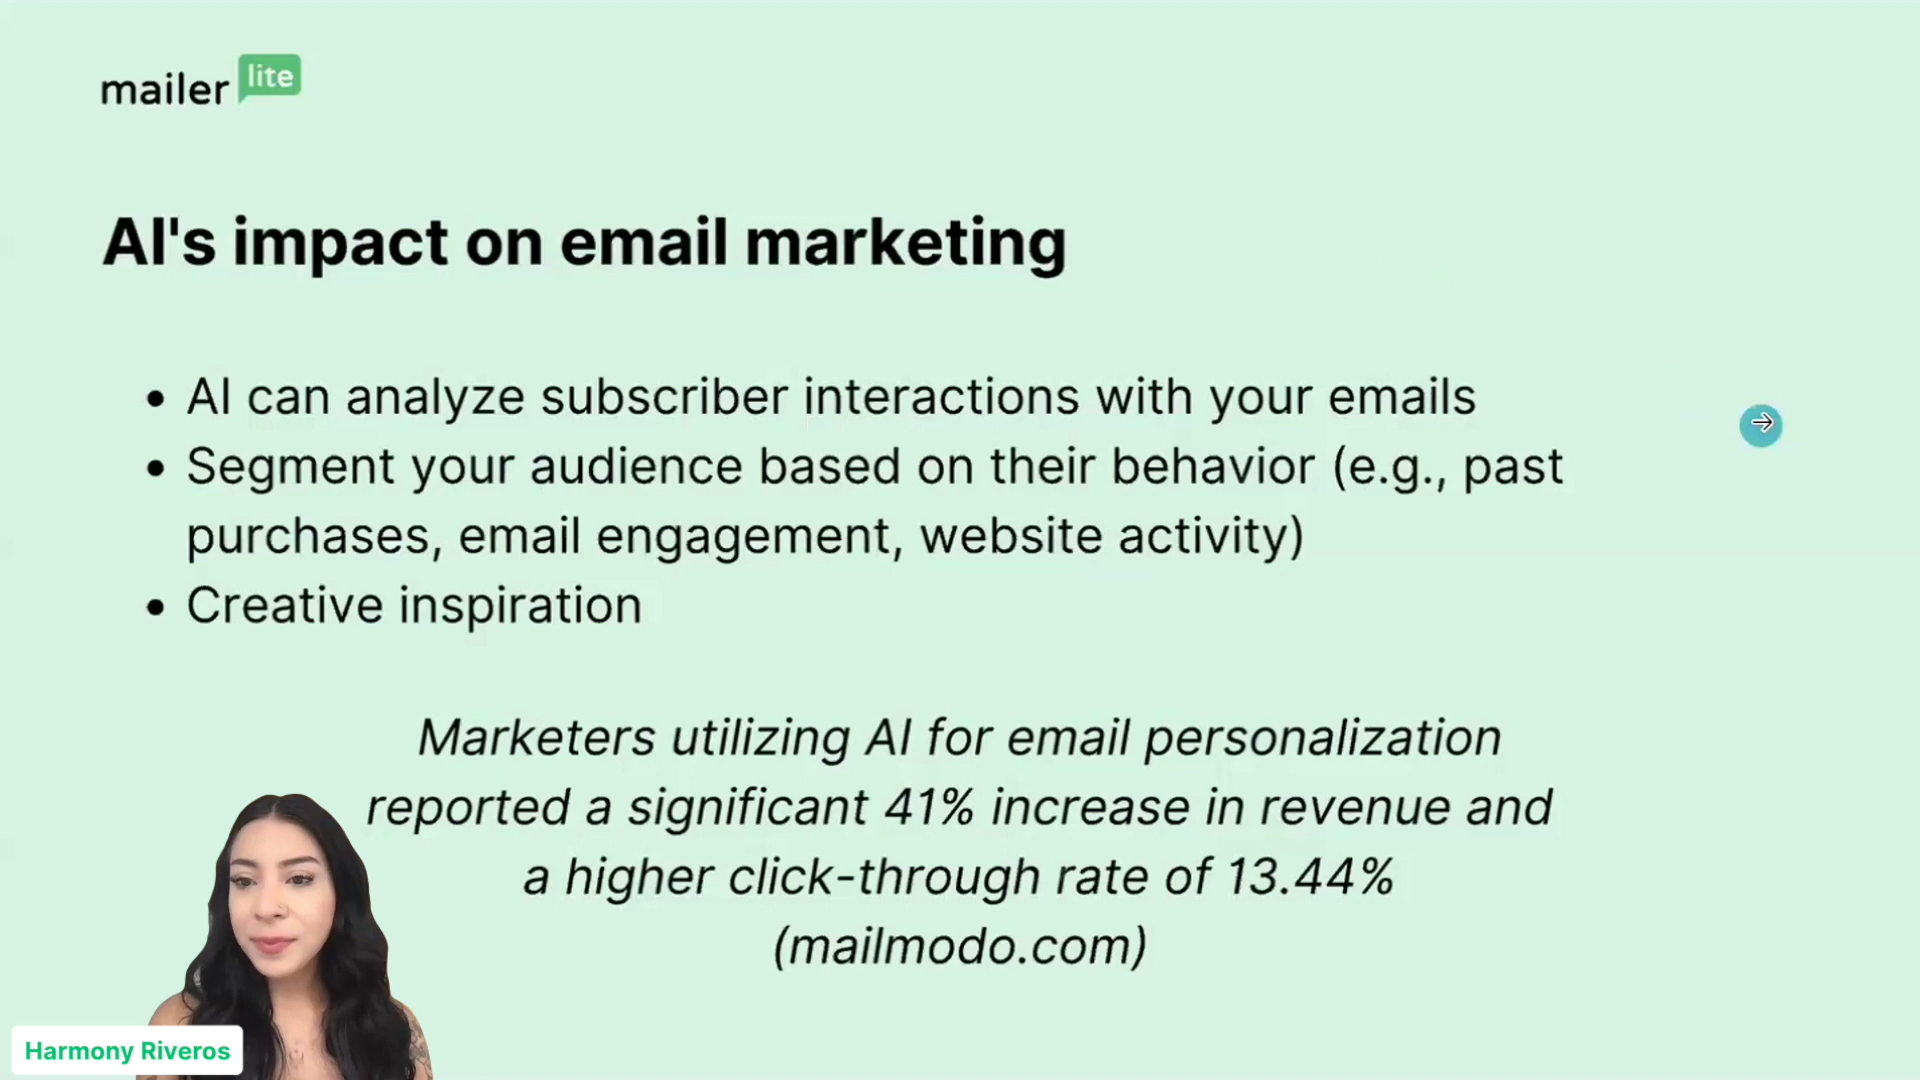 mailer lite
AI's impact on email marketing
• AI can analyze subscriber interactions with your emails
• Segment your audience based on their behavior (e.g., past
purchases, email engagement, website activity)
• Creative inspiration
Marketers utilizing AI for email personalization
reported a significant 41% increase in revenue and
a higher click-through rate of 13.44%
(mailmodo.com)
Harmony Riveros